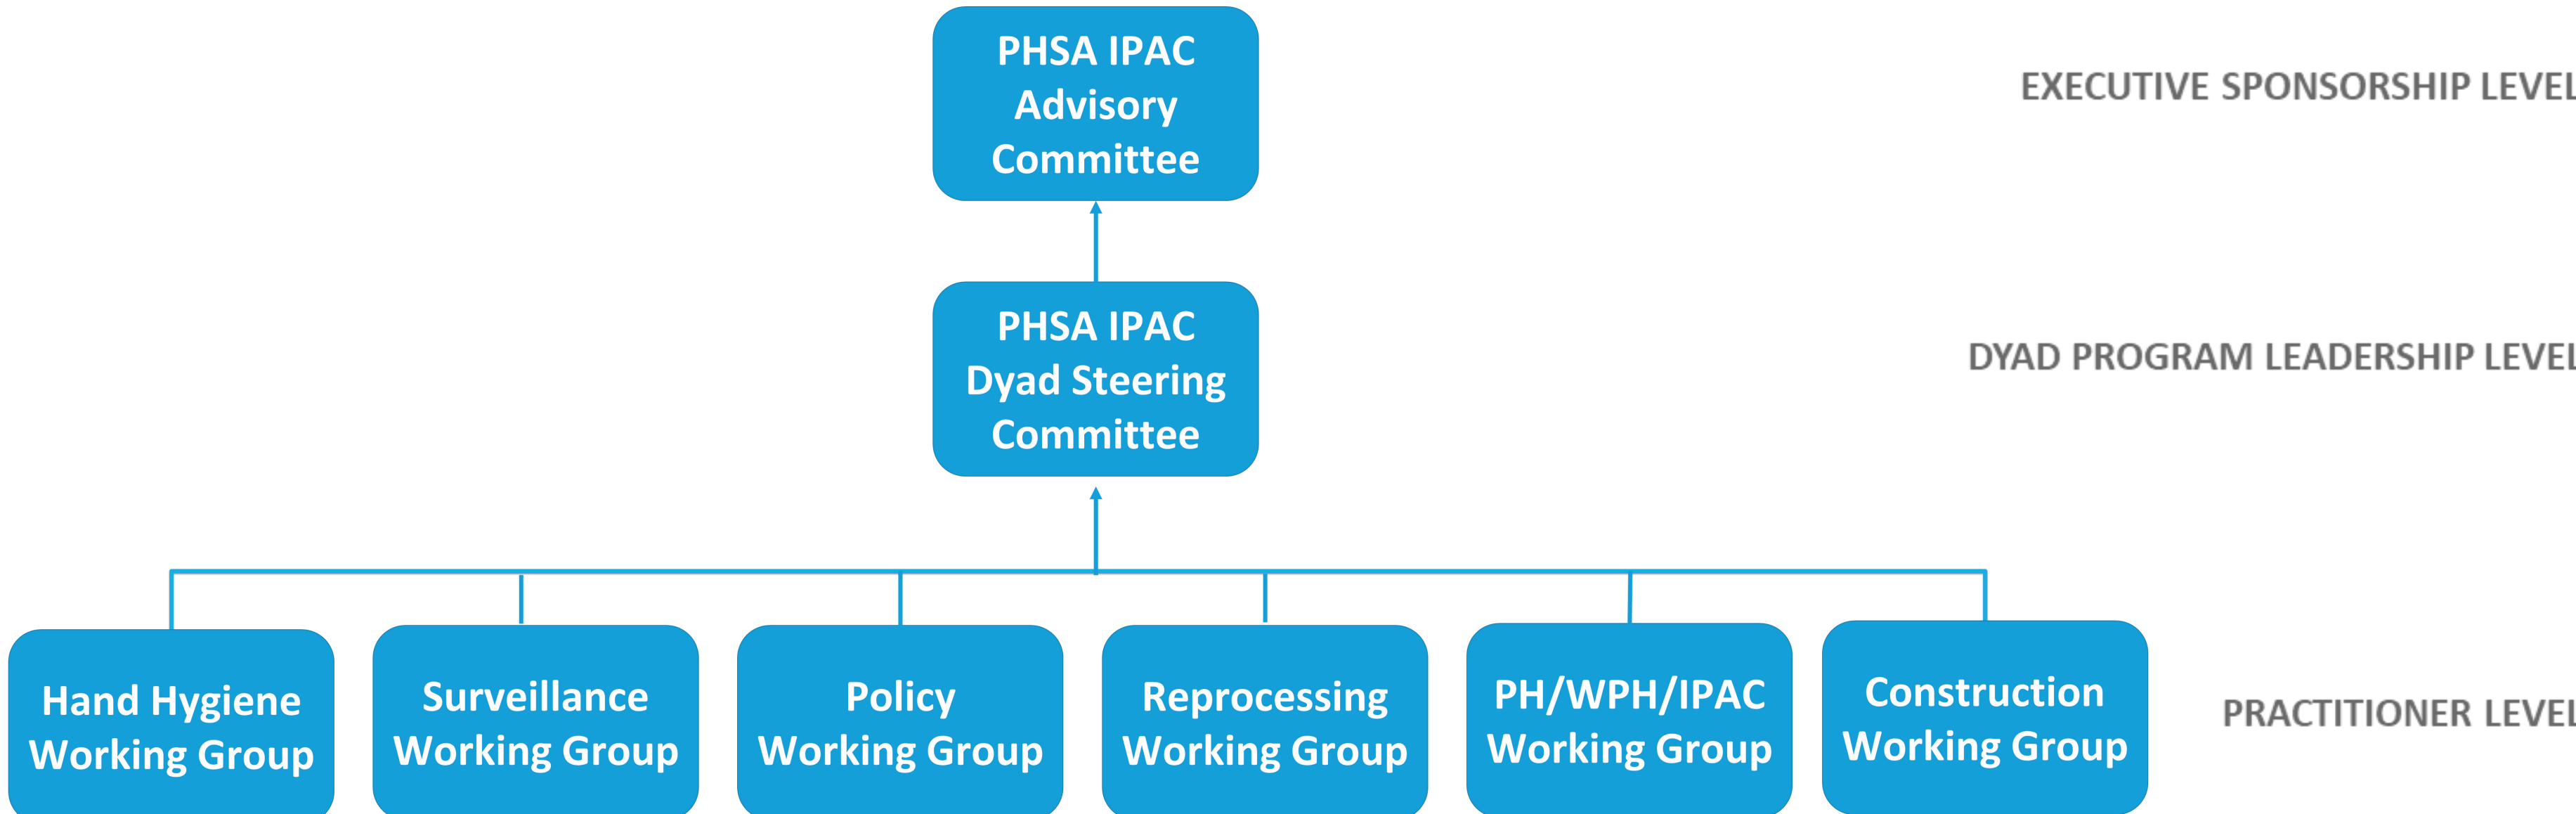 PHSA IPAC
Advisory
Committee
EXECUTIVE SPONSORSHIP LEVEL
PHSA IPAC
Dyad Steering
Committee
DYAD PROGRAM LEADERSHIP LEVEL
Hand Hygiene
Working Group
Surveillance
Working Group
Policy
Working Group
Reprocessing
Working Group
PH/WPH/IPAC
Working Group
Construction
Working Group
PRACTITIONER LEVEL